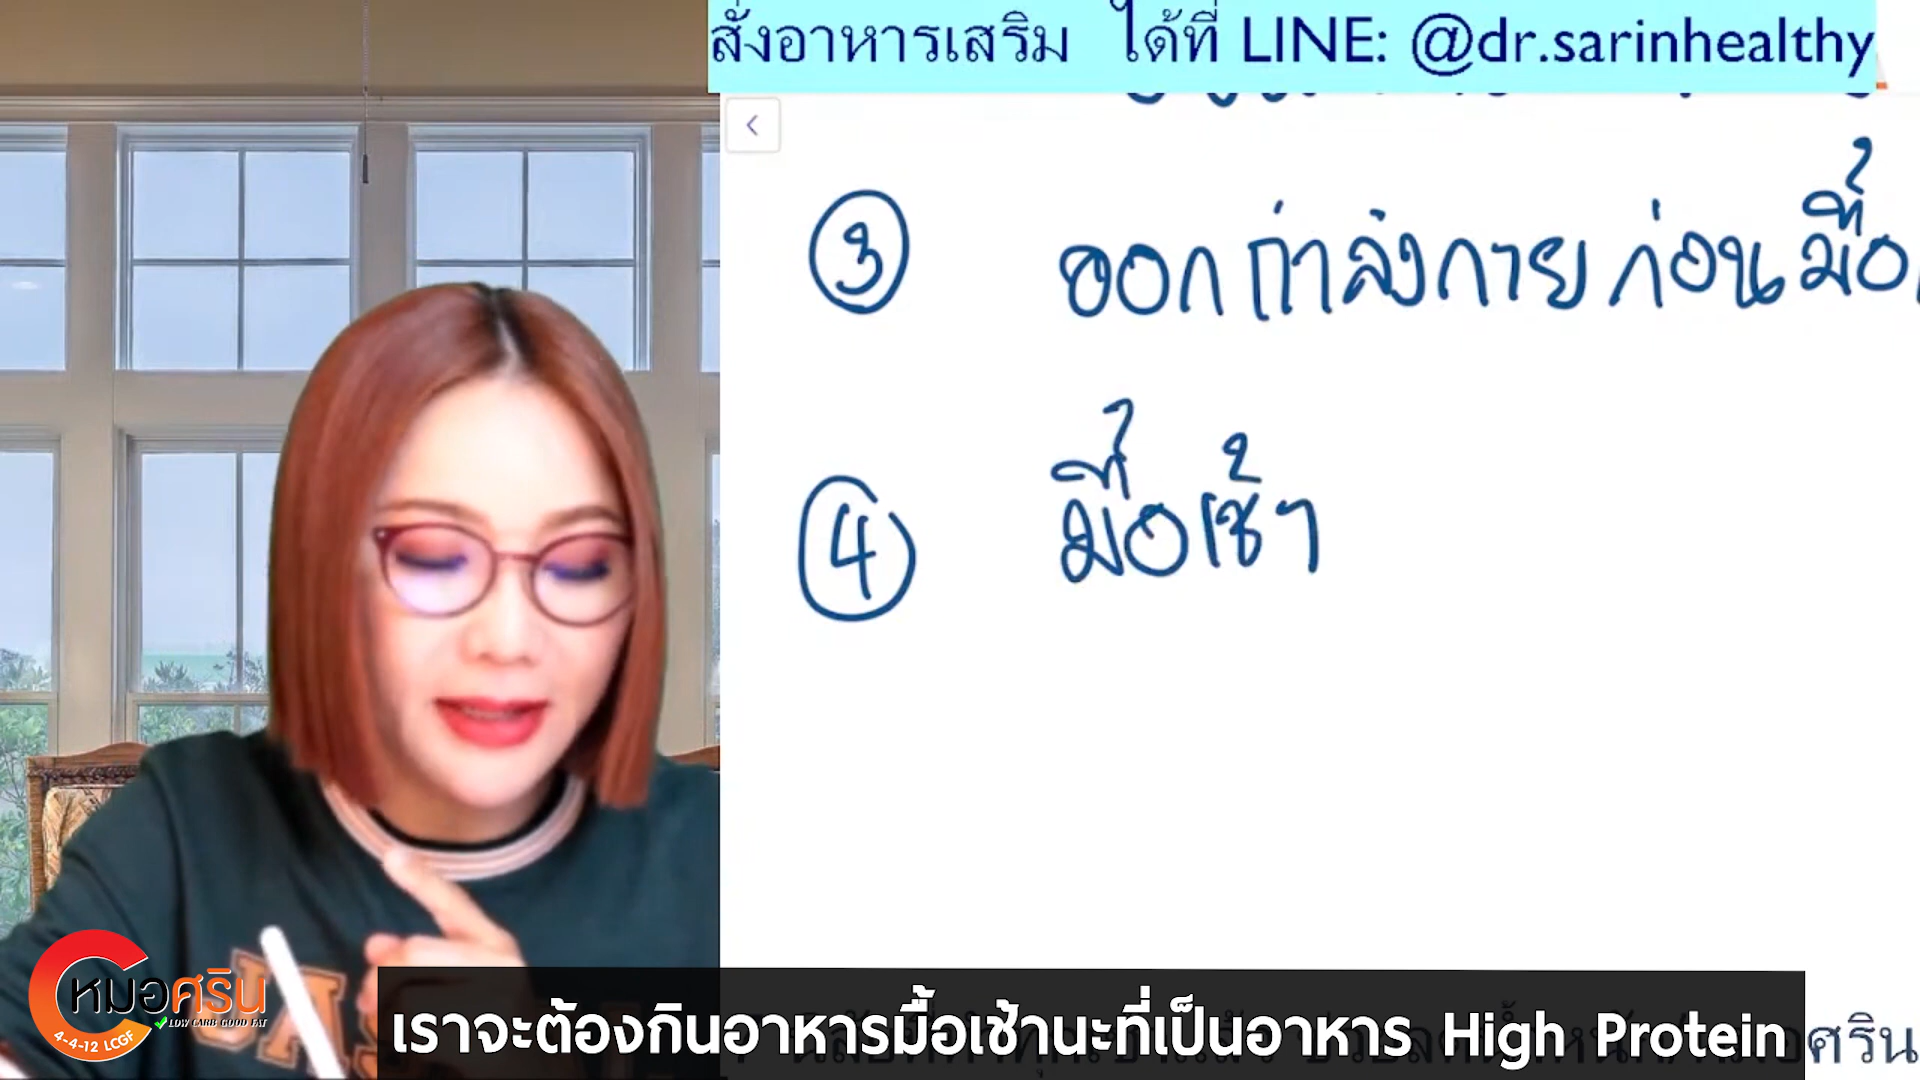 สั่งอาหารเสริม ได้ที่ LINE: @dr.sarinhealthy
3 ออกกำลังกายก่อนมื้อ
4 มื้อเช้า
หมอศริน
LOW CARB GOOD FAT
4-4-12 LCGF
เราจะต้องกินอาหารมื้อเช้านะที่เป็นอาหาร High Protein